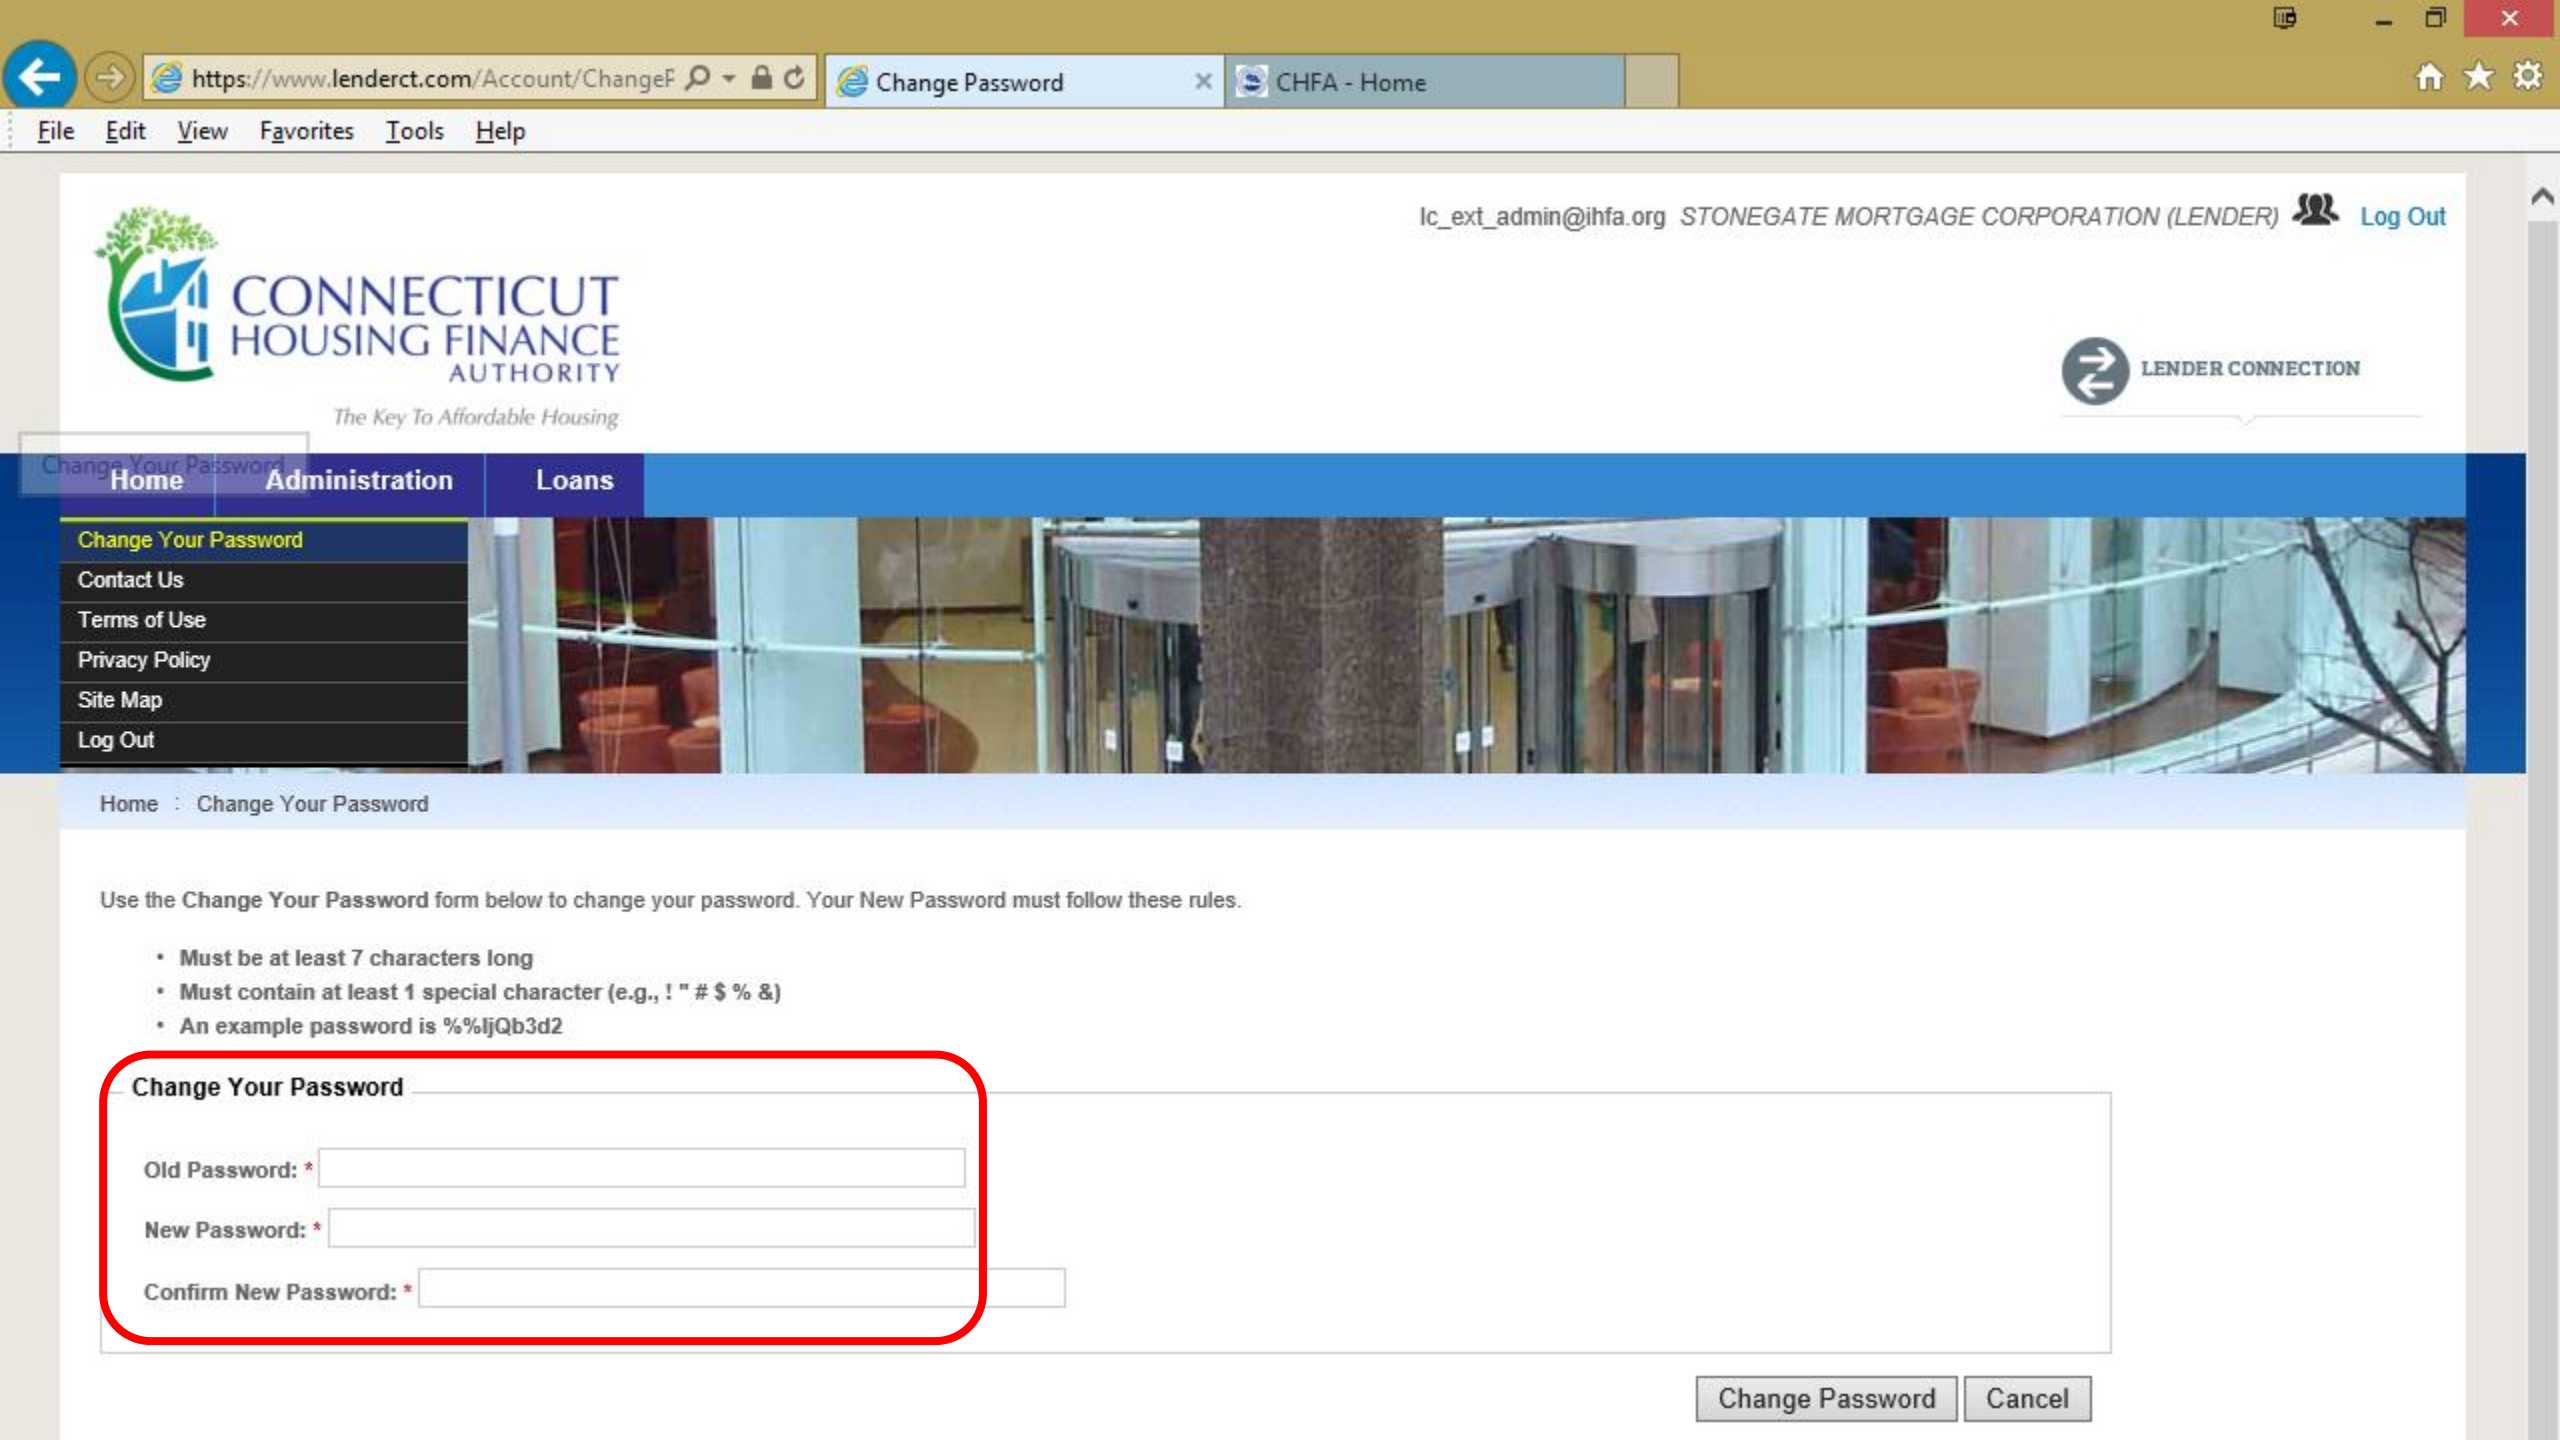 https://www.lenderct.com/Account/ChangeP
Change Password
CHFA - Home
File Edit View Favorites Tools Help
lc_ext_admin@ihfa.org STONEGATE MORTGAGE CORPORATION (LENDER) Log Out
CONNECTICUT
HOUSING FINANCE
AUTHORITY
The Key To Affordable Housing
LENDER CONNECTION
Change Your Password
Home Administration Loans
Change Your Password
Contact Us
Terms of Use
Privacy Policy
Site Map
Log Out
Home : Change Your Password
Use the Change Your Password form below to change your password. Your New Password must follow these rules.
• Must be at least 7 characters long
• Must contain at least 1 special character (e.g., ! " # $ % &)
• An example password is %%ljQb3d2
Change Your Password
Old Password: *
New Password: *
Confirm New Password: *
Change Password Cancel